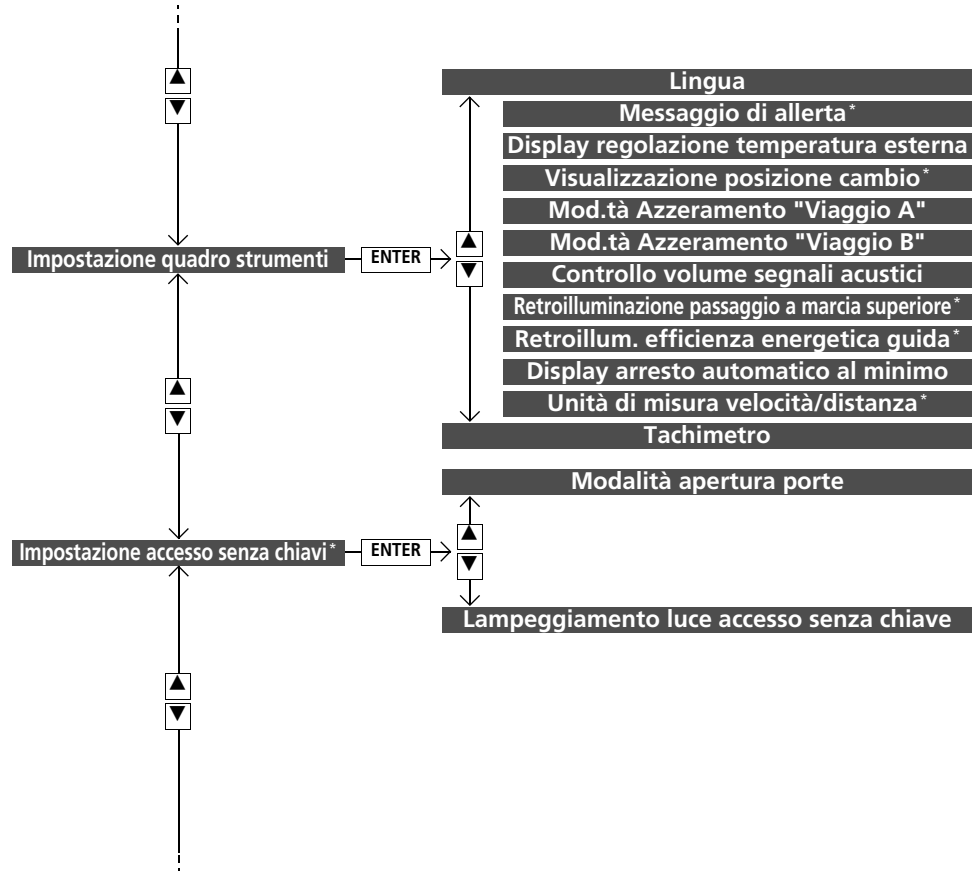 Lingua
Messaggio di allerta*
Display regolazione temperatura esterna
Visualizzazione posizione cambio*
Mod.tà Azzeramento "Viaggio A"
Mod.tà Azzeramento "Viaggio B"
Impostazione quadro strumenti
ENTER
Controllo volume segnali acustici
Retroilluminazione passaggio a marcia superiore*
Retroillum. efficienza energetica guida*
Display arresto automatico al minimo
Unità di misura velocità/distanza*
Tachimetro
Modalità apertura porte
Impostazione accesso senza chiavi*
ENTER
Lampeggiamento luce accesso senza chiave